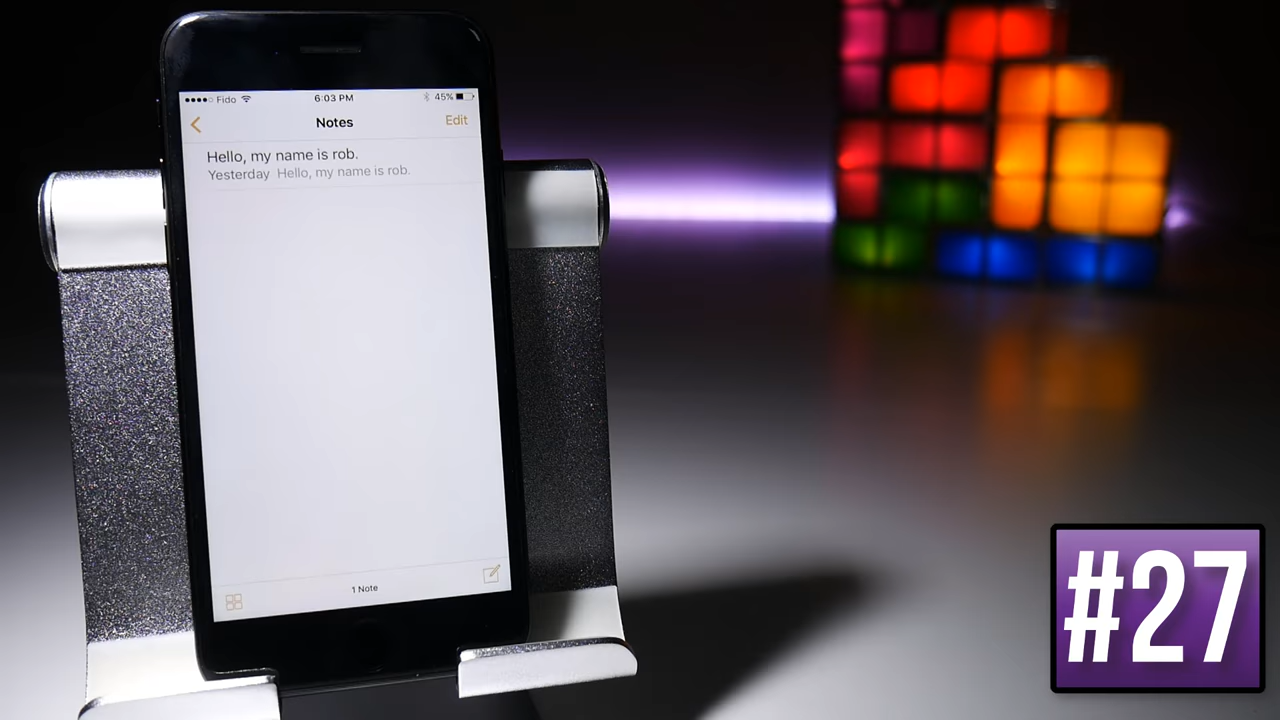 Fido 6:03 PM 45%
Notes Edit
Hello, my name is rob.
Yesterday Hello, my name is rob.
1 Note
#27